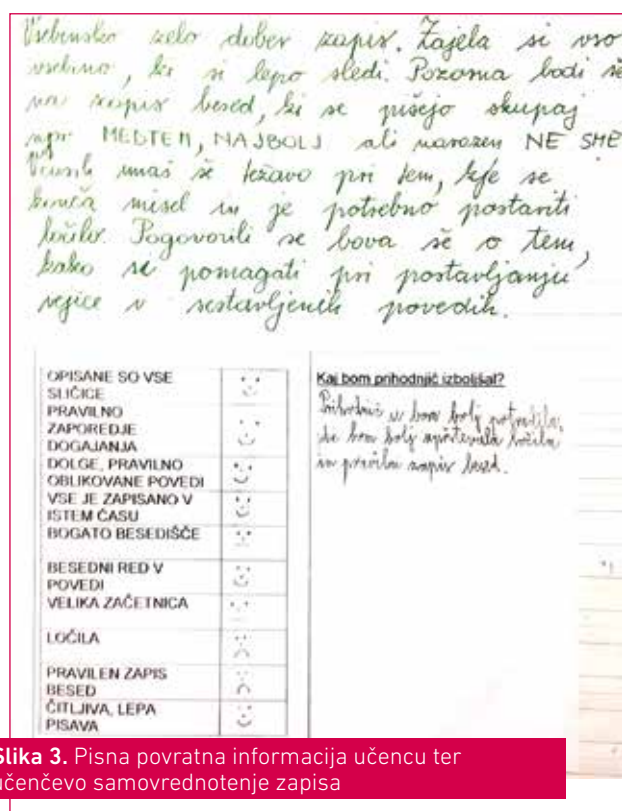 Vsebinsko zelo dober zapis. Zajela si vso
vsebino, ki si lepo sledi. Pozorna bodi še
na zapis besed, ki se pišejo skupaj
npr MEDTEM, NAJBOLJ ali narazen NE SME
Včasih imaš še težavo pri tem, kje se
konča misel in je potrebno postaviti
ločilo. Pogovorili se bova še o tem,
kako si pomagati pri postavljanju
vejice v sestavljenih povedih.
OPISANE SO VSE
SLIČICE
PRAVILNO
ZAPOREDJE
DOGAJANJA
DOLGE, PRAVILNO
OBLIKOVANE POVEDI
VSE JE ZAPISANO V
ISTEM ČASU
BOGATO BESEDIŠČE
BESEDNI RED V
POVEDI
VELIKA ZAČETNICA
LOČILA
PRAVILEN ZAPIS
BESED
ČITLJIVA, LEPA
PISAVA
Kaj bom prihodnjič izboljšal?
Prihodnjič se bom bolj potrudila,
da bom bolj upoštevala ločila
in pravilen zapis besed.
Slika 3. Pisna povratna informacija učencu ter
učenčevo samovrednotenje zapisa